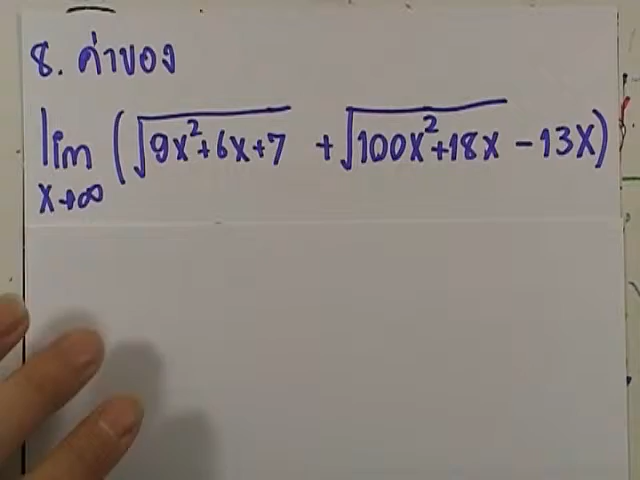 8. ค่าของ
lim (√9x²+6x+7 + √100x²+18x - 13x)
x→∞